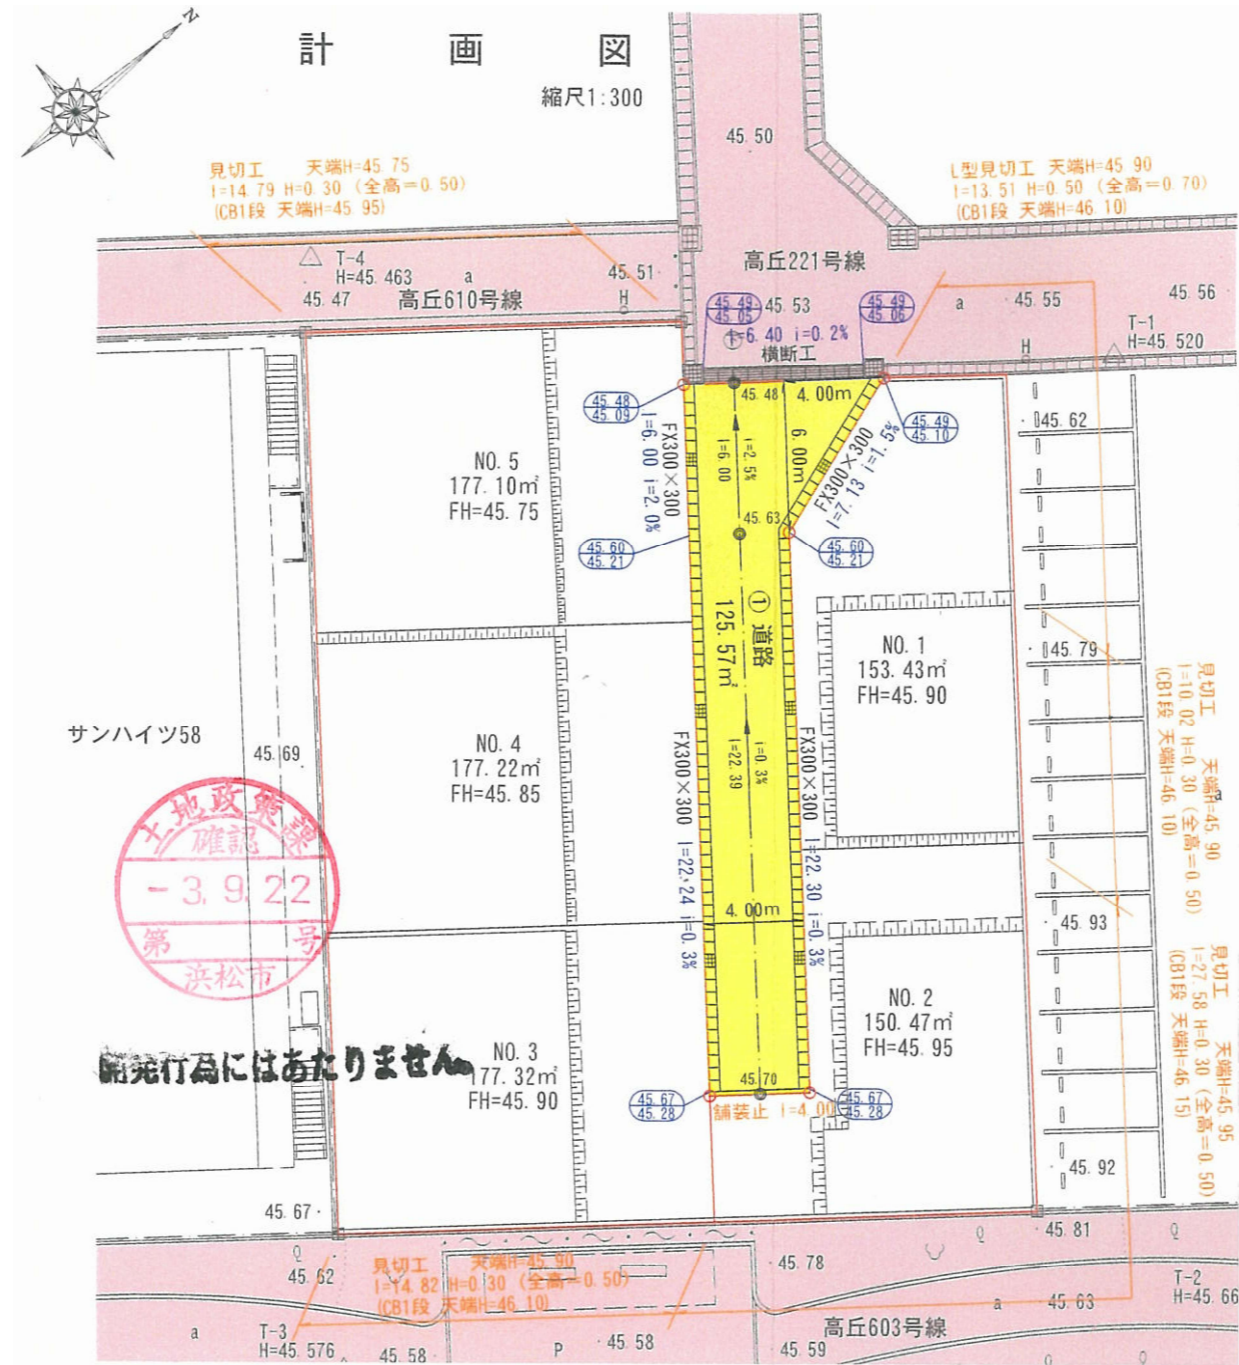 計 画 図
縮尺1:300
N
45.50
見切工 天端H=45.75
l=14.79 H=0.30 (全高=0.50)
(CB1段 天端H=45.95)
L型見切工 天端H=45.90
l=13.51 H=0.50 (全高=0.70)
(CB1段 天端H=46.10)
T-4
H=45.463
a
45.47
高丘610号線
45.51
H
高丘221号線
45.49
45.05
45.53
45.49
45.06
a
45.55
45.56
T-1
H=45.520
H
① l=6.40 i=0.2%
横断工
45.48
45.09
45.48
4.00m
45.49
45.10
45.62
l=6.00 i=2.0%
FX300×300
l=6.00
i=2.5%
6.00m
FX300×300
l=7.13 i=1.5%
NO.5
177.10㎡
FH=45.75
45.63
45.60
45.21
45.60
45.21
① 道路
125.57㎡
NO.1
153.43㎡
FH=45.90
45.79
サンハイツ58
45.69
NO.4
177.22㎡
FH=45.85
FX300×300 l=22.24 i=0.3%
l=22.39
i=0.3%
FX300×300 l=22.30 i=0.3%
見切工 天端H=45.90
l=10.02 H=0.30 (全高=0.50)
(CB1段 天端H=46.10)
a
土地政策課
確認
-3.9.22
第 号
浜松市
4.00m
45.93
見切工 天端H=45.95
l=27.58 H=0.30 (全高=0.50)
(CB1段 天端H=46.15)
NO.2
150.47㎡
FH=45.95
開発行為にはあたりません。
NO.3
177.32㎡
FH=45.90
45.70
45.67
45.28
舗装止 l=4.00
45.67
45.28
45.92
45.67
45.81
Q
Q
Q
45.62
見切工 天端H=45.90
l=14.82 H=0.30 (全高=0.50)
(CB1段 天端H=46.10)
45.78
T-2
H=45.66
a
45.63
高丘603号線
a
T-3
H=45.576
45.58
P
45.58
45.59
Q
Q